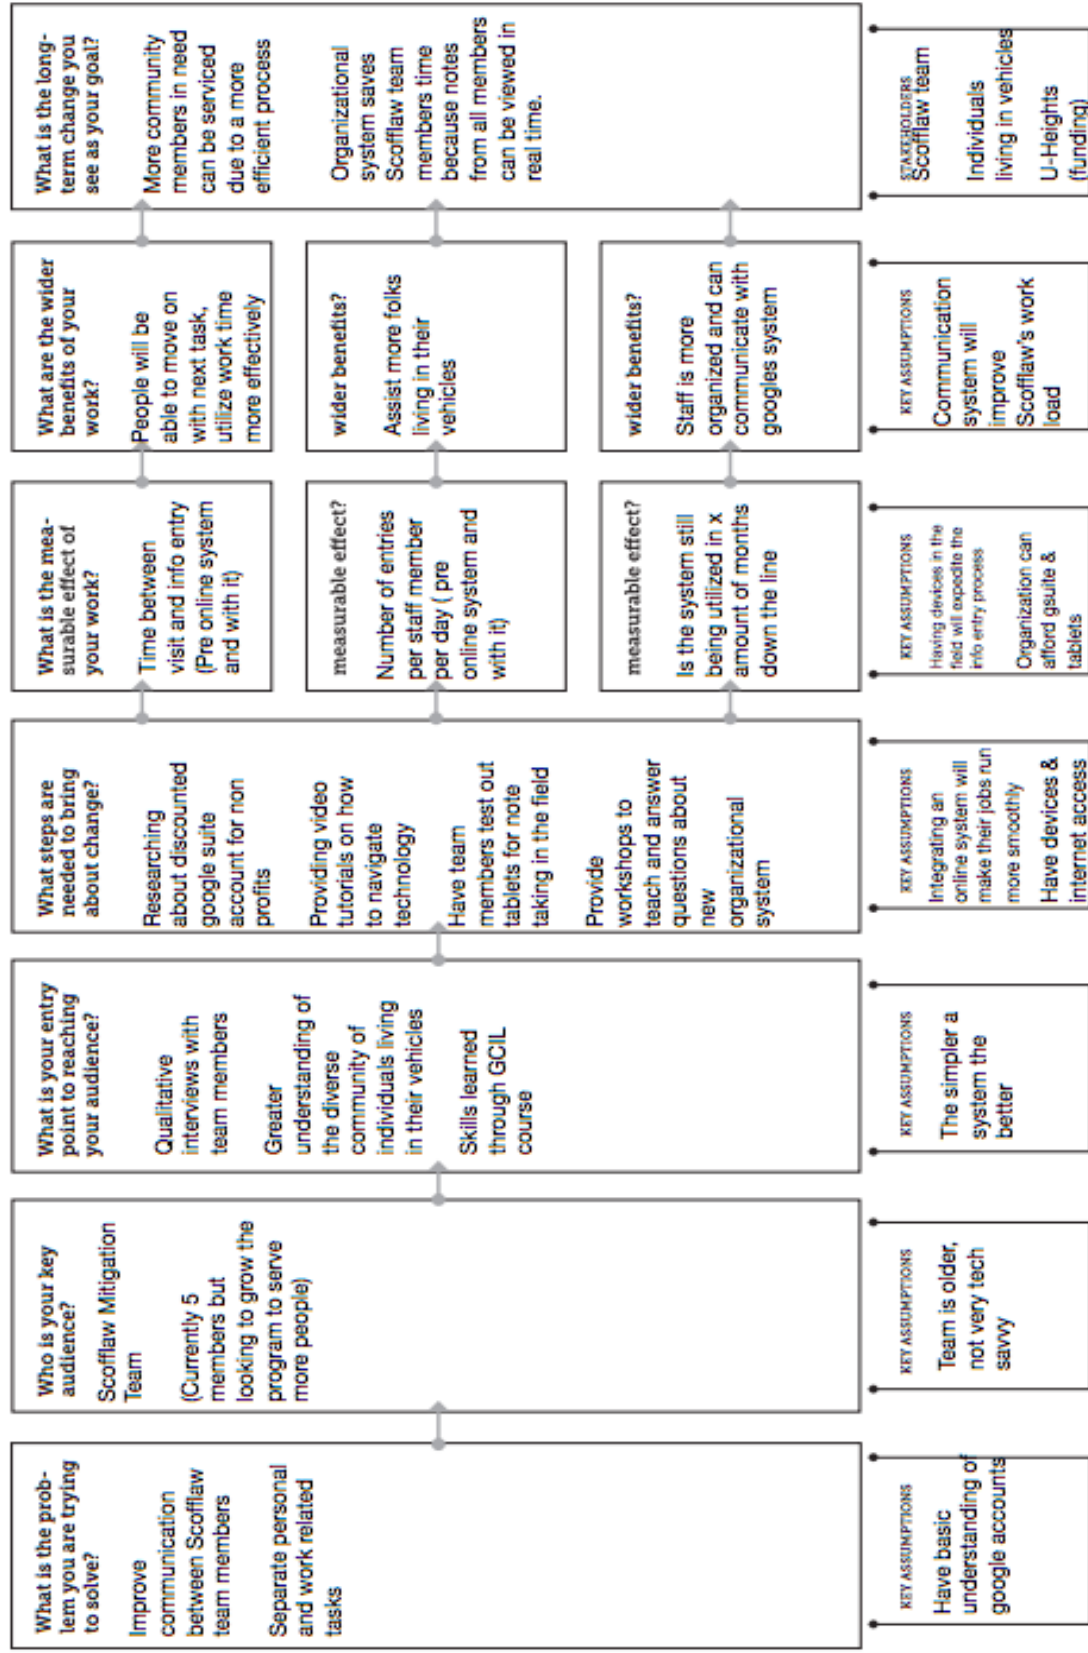 What is the prob-
lem you are trying
to solve?
Improve
communication
between Scofflaw
team members
Separate personal
and work related
tasks
KEY ASSUMPTIONS
Have basic
understanding of
google accounts
Who is your key
audience?
Scofflaw Mitigation
Team
(Currently 5
members but
looking to grow the
program to serve
more people)
KEY ASSUMPTIONS
Team is older,
not very tech
savvy
What is your entry
point to reaching
your audience?
Qualitative
interviews with
team members
Greater
understanding of
the diverse
community of
individuals living
in their vehicles
Skills learned
through GCIL
course
KEY ASSUMPTIONS
The simpler a
system the
better
What steps are
needed to bring
about change?
Researching
about discounted
google suite
account for non
profits
Providing video
tutorials on how
to navigate
technology
Have team
members test out
tablets for note
taking in the field
Provide
workshops to
teach and answer
questions about
new
organizational
system
KEY ASSUMPTIONS
Integrating an
online system will
make their jobs run
more smoothly
Have devices &
internet access
What is the mea-
surable effect of
your work?
Time between
visit and info entry
(Pre online system
and with it)
measurable effect?
Number of entries
per staff member
per day ( pre
online system and
with it)
measurable effect?
Is the system still
being utilized in x
amount of months
down the line
KEY ASSUMPTIONS
Having devices in the
field will expedite the
info entry process
Organization can
afford gsuite &
tablets
What are the wider
benefits of your
work?
People will be
able to move on
with next task,
utilize work time
more effectively
wider benefits?
Assist more folks
living in their
vehicles
wider benefits?
Staff is more
organized and can
communicate with
googles system
KEY ASSUMPTIONS
Communication
system will
improve
Scofflaw's work
load
What is the long-
term change you
see as your goal?
More community
members in need
can be serviced
due to a more
efficient process
Organizational
system saves
Scofflaw team
members time
because notes
from all members
can be viewed in
real time.
STAKEHOLDERS
Scofflaw team
Individuals
living in vehicles
U-Heights
(funding)